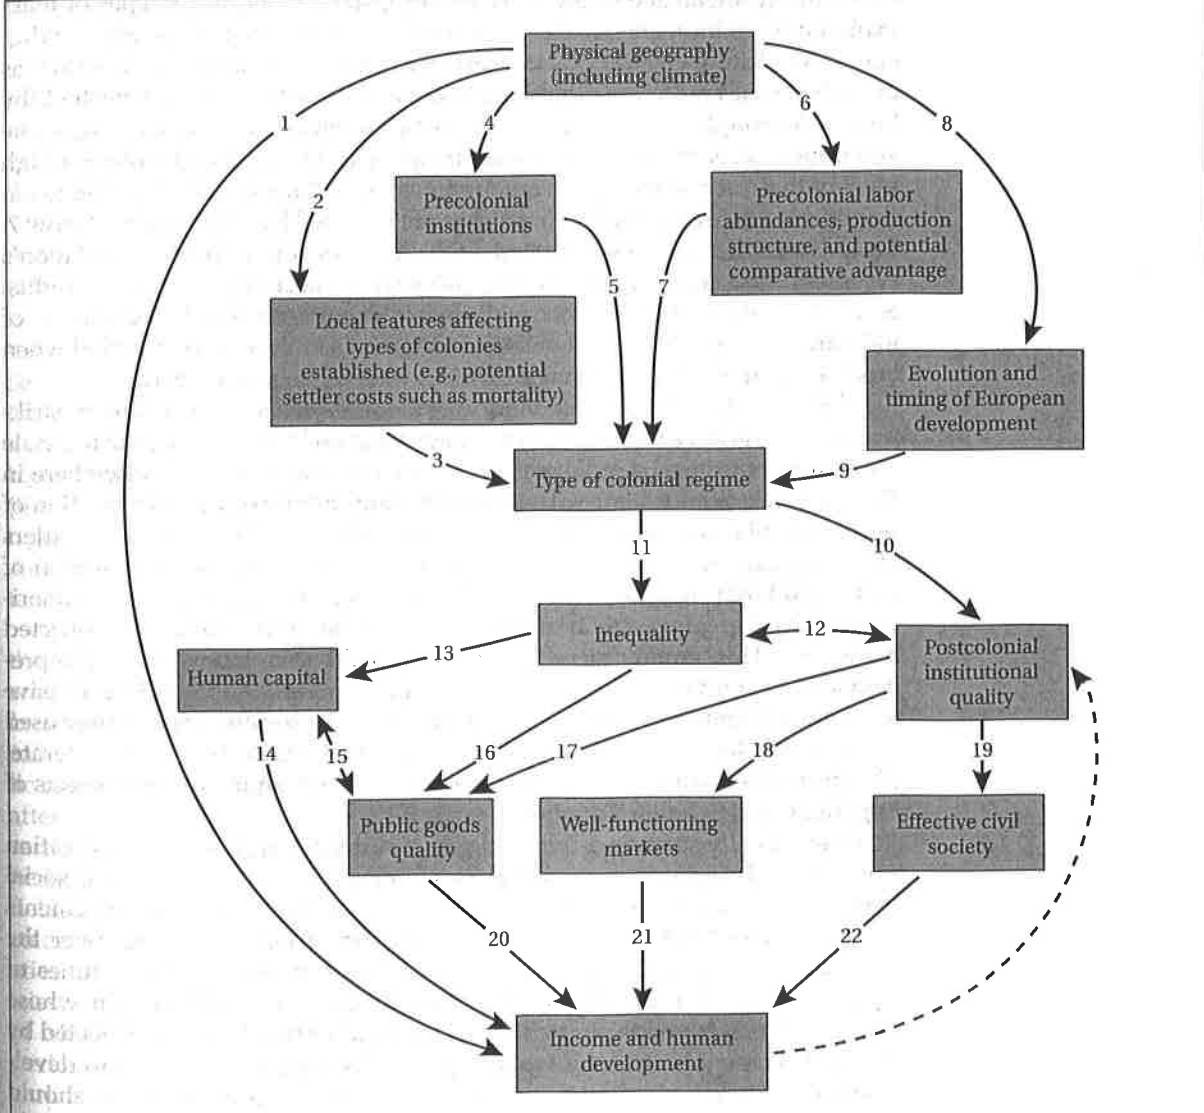 Physical geography
(including climate)
1
2
4
6
8
Precolonial
institutions
Precolonial labor
abundances, production
structure, and potential
comparative advantage
5
7
Local features affecting
types of colonies
established (e.g., potential
settler costs such as mortality)
Evolution and
timing of European
development
3
9
Type of colonial regime
11
10
Inequality
12
Postcolonial
institutional
quality
13
Human capital
14
15
16
17
18
19
Public goods
quality
Well-functioning
markets
Effective civil
society
20
21
22
Income and human
development